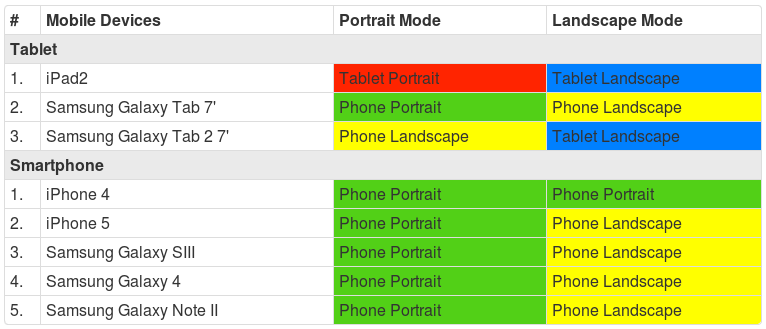 # Mobile Devices Portrait Mode Landscape Mode
Tablet
1. iPad2 Tablet Portrait Tablet Landscape
2. Samsung Galaxy Tab 7' Phone Portrait Phone Landscape
3. Samsung Galaxy Tab 2 7' Phone Landscape Tablet Landscape
Smartphone
1. iPhone 4 Phone Portrait Phone Portrait
2. iPhone 5 Phone Portrait Phone Landscape
3. Samsung Galaxy SIII Phone Portrait Phone Landscape
4. Samsung Galaxy 4 Phone Portrait Phone Landscape
5. Samsung Galaxy Note II Phone Portrait Phone Landscape